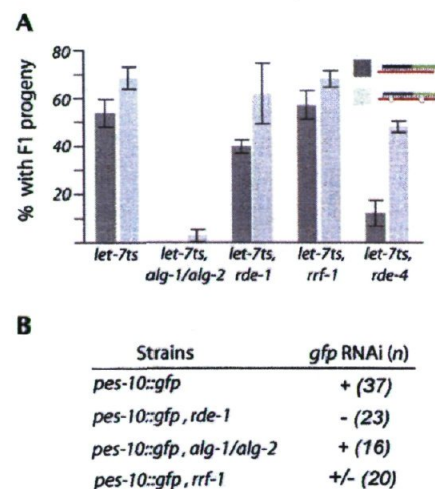 A
% with F1 progeny
80
60
40
20
let-7ts
let-7ts, alg-1/alg-2
let-7ts, rde-1
let-7ts, rrf-1
let-7ts, rde-4
B
Strains gfp RNAi (n)
pes-10::gfp + (37)
pes-10::gfp, rde-1 - (23)
pes-10::gfp, alg-1/alg-2 + (16)
pes-10::gfp, rrf-1 +/- (20)